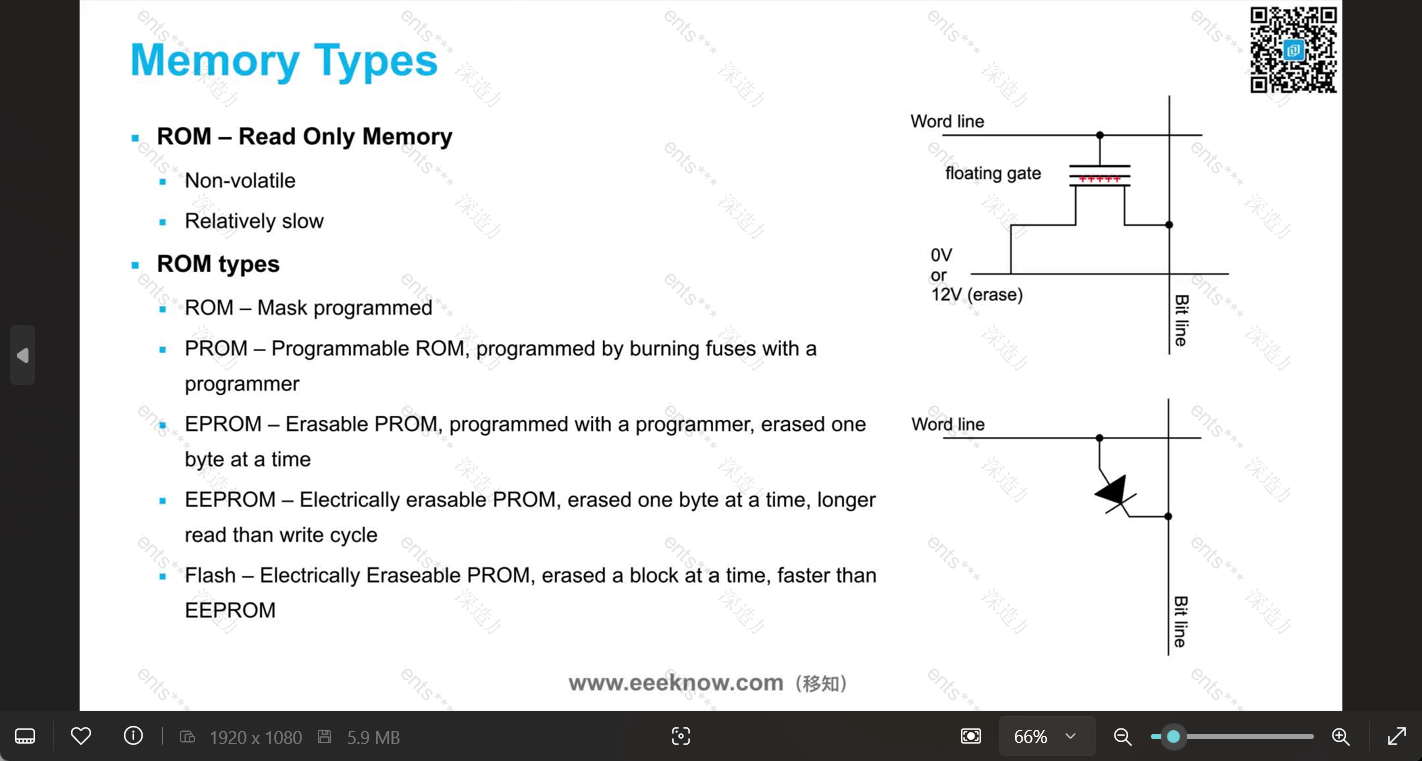 Memory Types
ROM – Read Only Memory
Non-volatile
Relatively slow
ROM types
ROM – Mask programmed
PROM – Programmable ROM, programmed by burning fuses with a
programmer
EPROM – Erasable PROM, programmed with a programmer, erased one
byte at a time
EEPROM – Electrically erasable PROM, erased one byte at a time, longer
read than write cycle
Flash – Electrically Eraseable PROM, erased a block at a time, faster than
EEPROM
Word line
floating gate
+++++
0V
or
12V (erase)
Bit line
Word line
Bit line
www.eeeknow.com（移知）
ents***
1920 x 1080
5.9 MB
66%